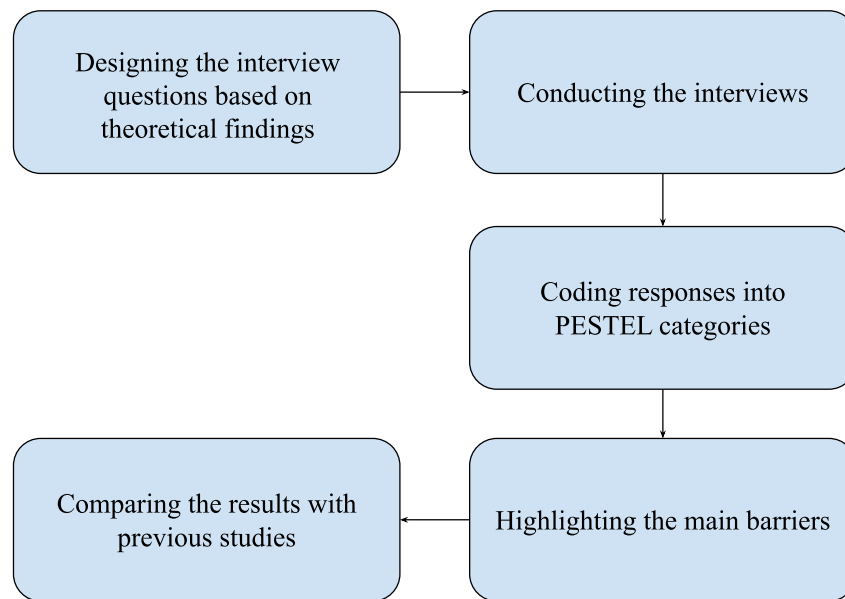 Designing the interview
questions based on
theoretical findings
Conducting the interviews
Coding responses into
PESTEL categories
Highlighting the main barriers
Comparing the results with
previous studies